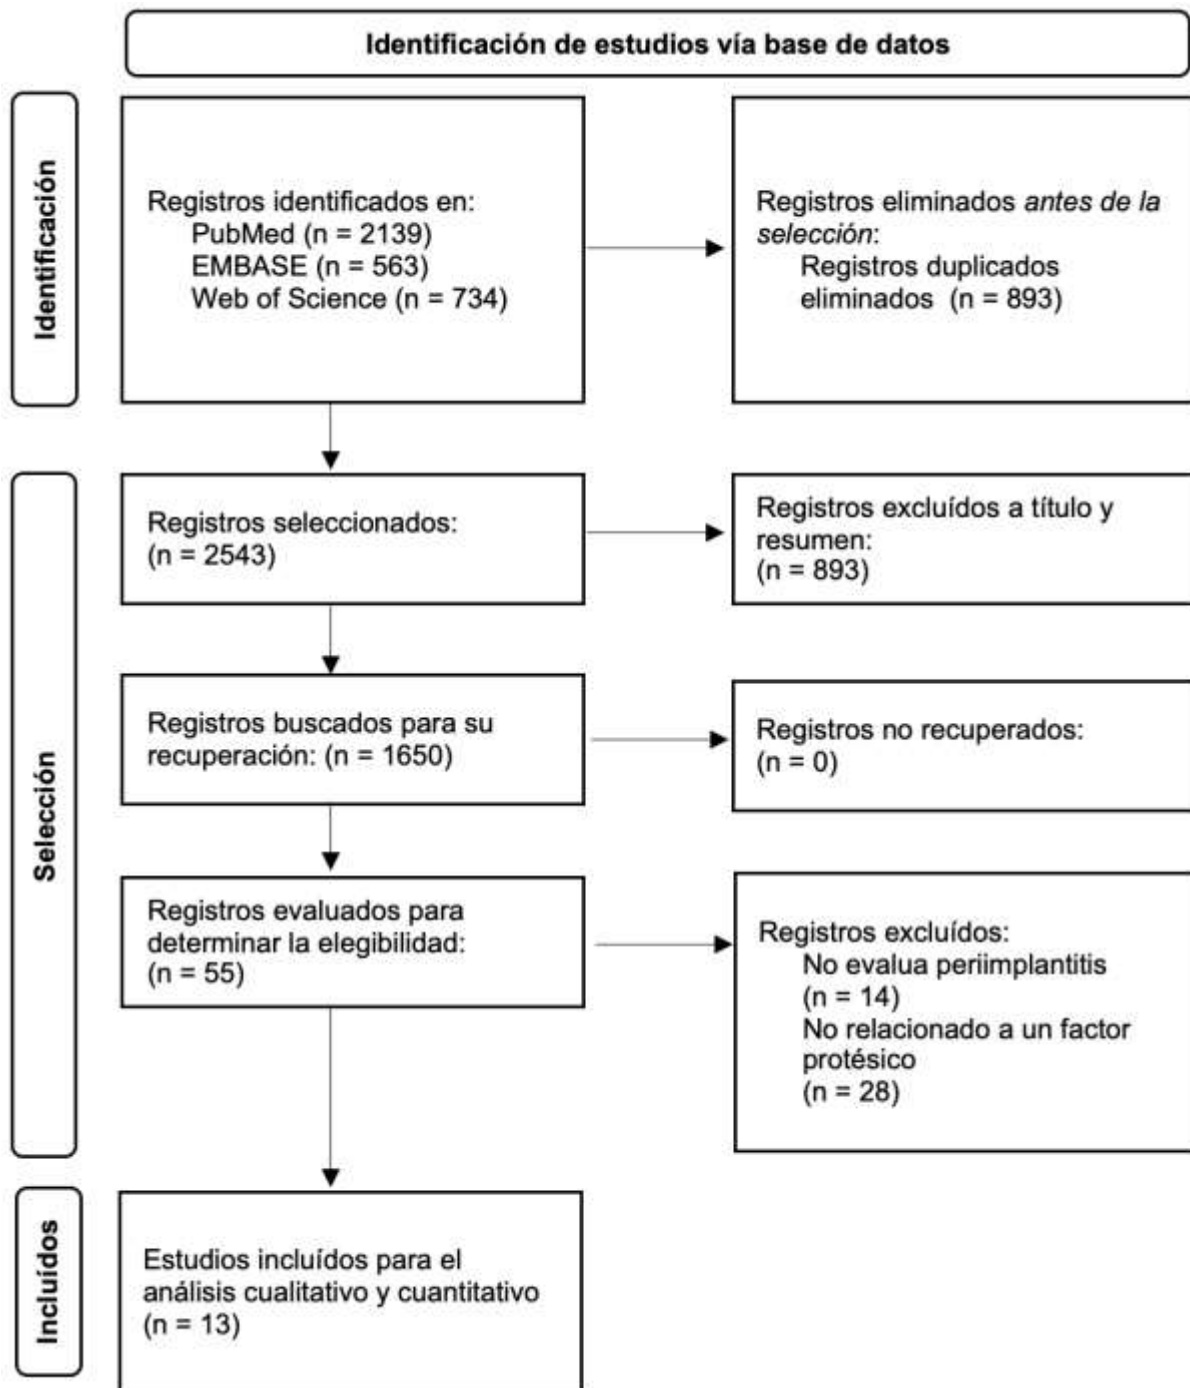 Identificación de estudios vía base de datos
Identificación
Registros identificados en:
PubMed (n = 2139)
EMBASE (n = 563)
Web of Science (n = 734)
Registros eliminados antes de la
selección:
Registros duplicados
eliminados (n = 893)
Selección
Registros seleccionados:
(n = 2543)
Registros excluídos a título y
resumen:
(n = 893)
Registros buscados para su
recuperación: (n = 1650)
Registros no recuperados:
(n = 0)
Registros evaluados para
determinar la elegibilidad:
(n = 55)
Registros excluídos:
No evalua periimplantitis
(n = 14)
No relacionado a un factor
protésico
(n = 28)
Incluídos
Estudios incluídos para el
análisis cualitativo y cuantitativo
(n = 13)